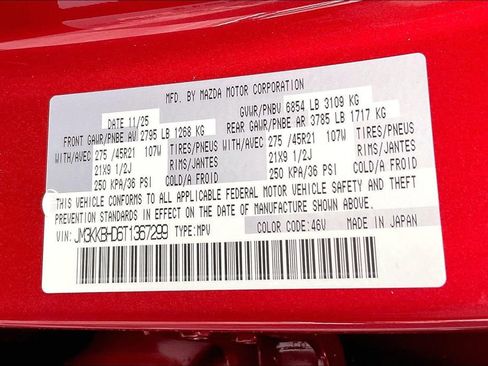 MFD. BY MAZDA MOTOR CORPORATION
DATE 11/25 GVWR/PNBV 6854 LB 3109 KG
FRONT GAWR/PNBE AV 2795 LB 1268 KG REAR GAWR/PNBE AR 3785 LB 1717 KG
WITH/AVEC 275 /45R21 107W TIRES/PNEUS WITH/AVEC 275 /45R21 107W TIRES/PNEUS
21X9 1/2J RIMS/JANTES 21X9 1/2J RIMS/JANTES
250 KPA/36 PSI COLD/A FROID 250 KPA/36 PSI COLD/A FROID
THIS VEHICLE CONFORMS TO ALL APPLICABLE FEDERAL MOTOR VEHICLE SAFETY AND THEFT
PREVENTION STANDARDS IN EFFECT ON THE DATE OF MANUFACTURE SHOWN ABOVE.
VIN: JM3KKBHD6T1367299 TYPE:MPV COLOR CODE:46V MADE IN JAPAN